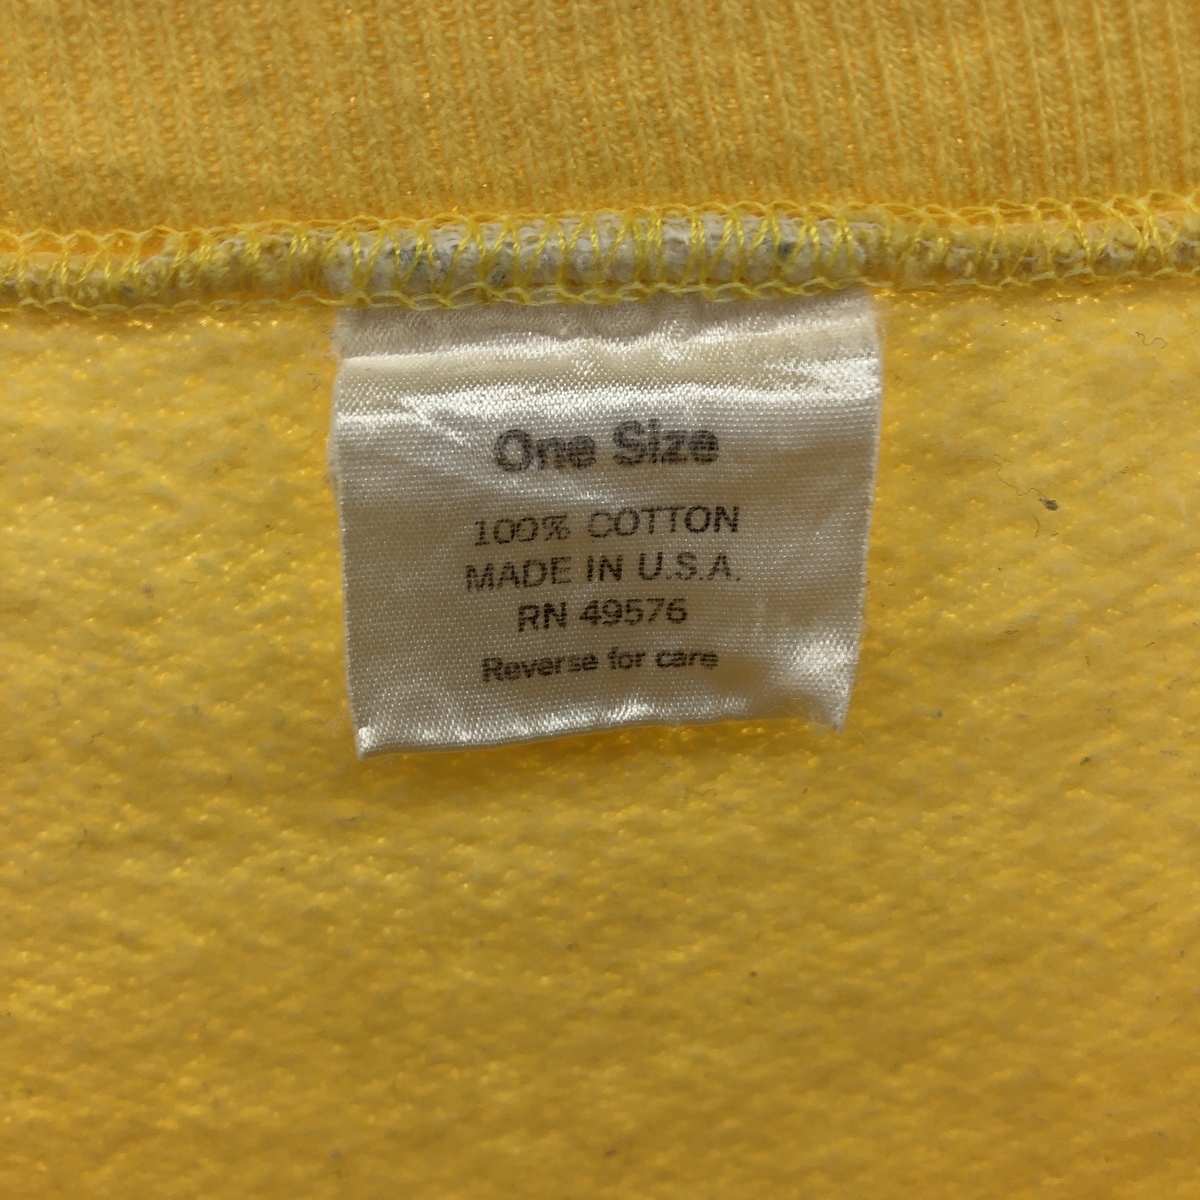 One Size
100% COTTON
MADE IN U.S.A.
RN 49576
Reverse for care